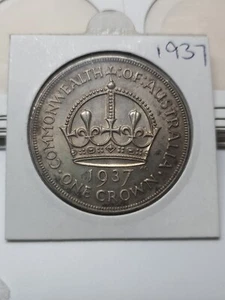 1937
COMMONWEALTH OF AUSTRALIA
1937
ONE CROWN